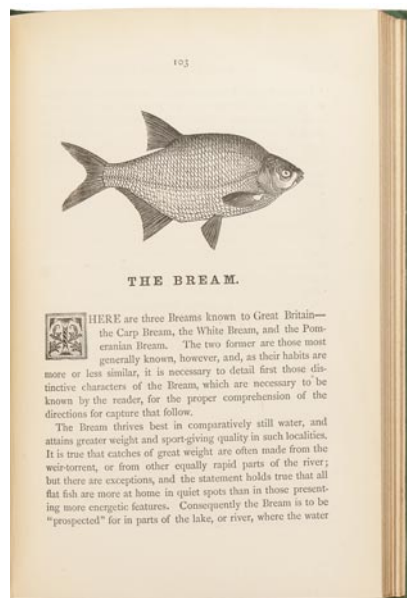 103
THE BREAM.
THERE are three Breams known to Great Britain—
the Carp Bream, the White Bream, and the Pom-
eranian Bream. The two former are those most
generally known, however, and, as their habits are
more or less similar, it is necessary to detail first those dis-
tinctive characters of the Bream, which are necessary to be
known by the reader, for the proper comprehension of the
directions for capture that follow.
The Bream thrives best in comparatively still water, and
attains greater weight and sport-giving quality in such localities.
It is true that catches of great weight are often made from the
weir-torrent, or from other equally rapid parts of the river;
but there are exceptions, and the statement holds true that all
flat fish are more at home in quiet spots than in those present-
ing more energetic features. Consequently the Bream is to be
"prospected" for in parts of the lake, or river, where the water